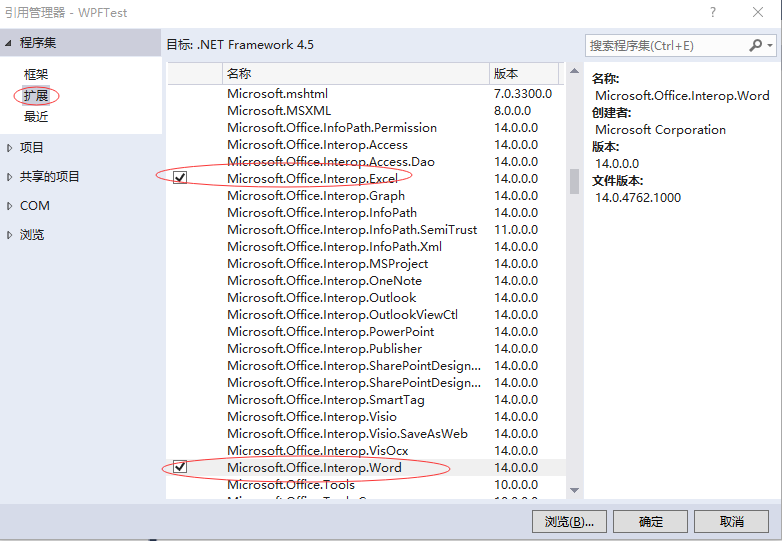 引用管理器 - WPFTest
程序集
框架
扩展
最近
项目
共享的项目
COM
浏览
目标: .NET Framework 4.5
搜索程序集(Ctrl+E)
名称 版本
Microsoft.mshtml 7.0.3300.0
Microsoft.MSXML 8.0.0.0
Microsoft.Office.InfoPath.Permission 14.0.0.0
Microsoft.Office.Interop.Access 14.0.0.0
Microsoft.Office.Interop.Access.Dao 14.0.0.0
Microsoft.Office.Interop.Excel 14.0.0.0
Microsoft.Office.Interop.Graph 14.0.0.0
Microsoft.Office.Interop.InfoPath 14.0.0.0
Microsoft.Office.Interop.InfoPath.SemiTrust 11.0.0.0
Microsoft.Office.Interop.InfoPath.Xml 14.0.0.0
Microsoft.Office.Interop.MSProject 14.0.0.0
Microsoft.Office.Interop.OneNote 14.0.0.0
Microsoft.Office.Interop.Outlook 14.0.0.0
Microsoft.Office.Interop.OutlookViewCtl 14.0.0.0
Microsoft.Office.Interop.PowerPoint 14.0.0.0
Microsoft.Office.Interop.Publisher 14.0.0.0
Microsoft.Office.Interop.SharePointDesign... 14.0.0.0
Microsoft.Office.Interop.SharePointDesign... 14.0.0.0
Microsoft.Office.Interop.SmartTag 14.0.0.0
Microsoft.Office.Interop.Visio 14.0.0.0
Microsoft.Office.Interop.Visio.SaveAsWeb 14.0.0.0
Microsoft.Office.Interop.VisOcx 14.0.0.0
Microsoft.Office.Interop.Word 14.0.0.0
Microsoft.Office.Tools 10.0.0.0
名称:
Microsoft.Office.Interop.Word
创建者:
Microsoft Corporation
版本:
14.0.0.0
文件版本:
14.0.4762.1000
浏览(B)... 确定 取消